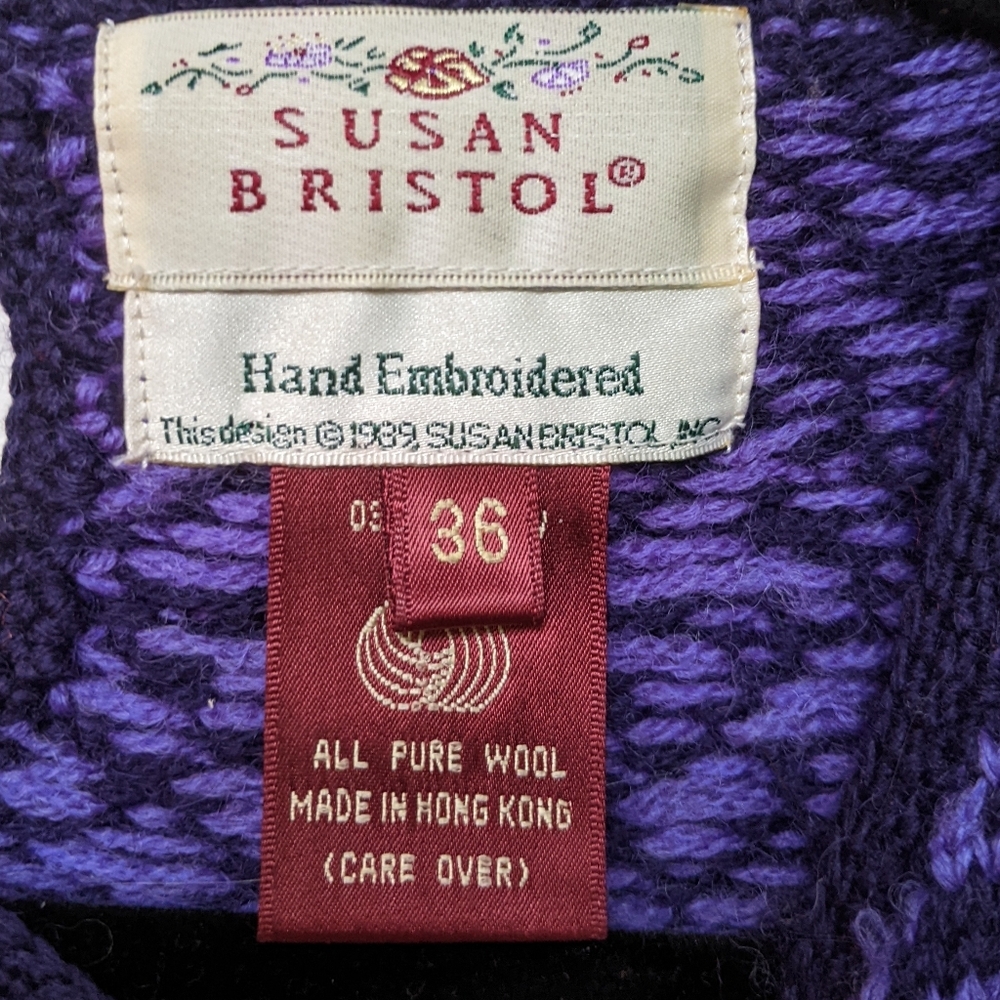 SUSAN
BRISTOL®
Hand Embroidered
This design © 1989, SUSAN BRISTOL, INC.
36
ALL PURE WOOL
MADE IN HONG KONG
(CARE OVER)